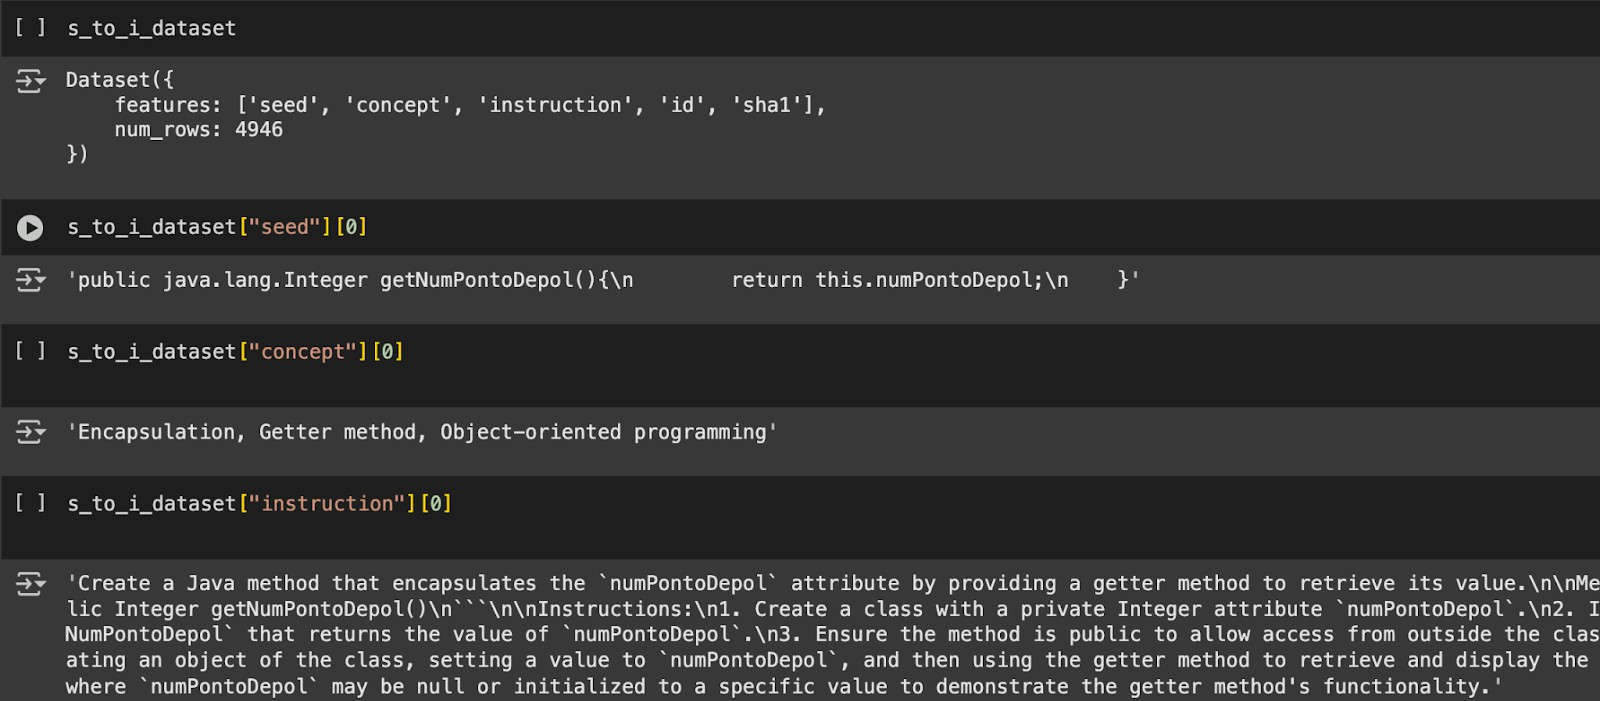 [ ] s_to_i_dataset
Dataset({
    features: ['seed', 'concept', 'instruction', 'id', 'sha1'],
    num_rows: 4946
})
s_to_i_dataset["seed"][0]
'public java.lang.Integer getNumPontoDepol(){\n        return this.numPontoDepol;\n    }'
[ ] s_to_i_dataset["concept"][0]
'Encapsulation, Getter method, Object-oriented programming'
[ ] s_to_i_dataset["instruction"][0]
'Create a Java method that encapsulates the `numPontoDepol` attribute by providing a getter method to retrieve its value.\n\nMe
lic Integer getNumPontoDepol()\n```\n\nInstructions:\n1. Create a class with a private Integer attribute `numPontoDepol`.\n2. I
NumPontoDepol` that returns the value of `numPontoDepol`.\n3. Ensure the method is public to allow access from outside the clas
ating an object of the class, setting a value to `numPontoDepol`, and then using the getter method to retrieve and display the
where `numPontoDepol` may be null or initialized to a specific value to demonstrate the getter method's functionality.'